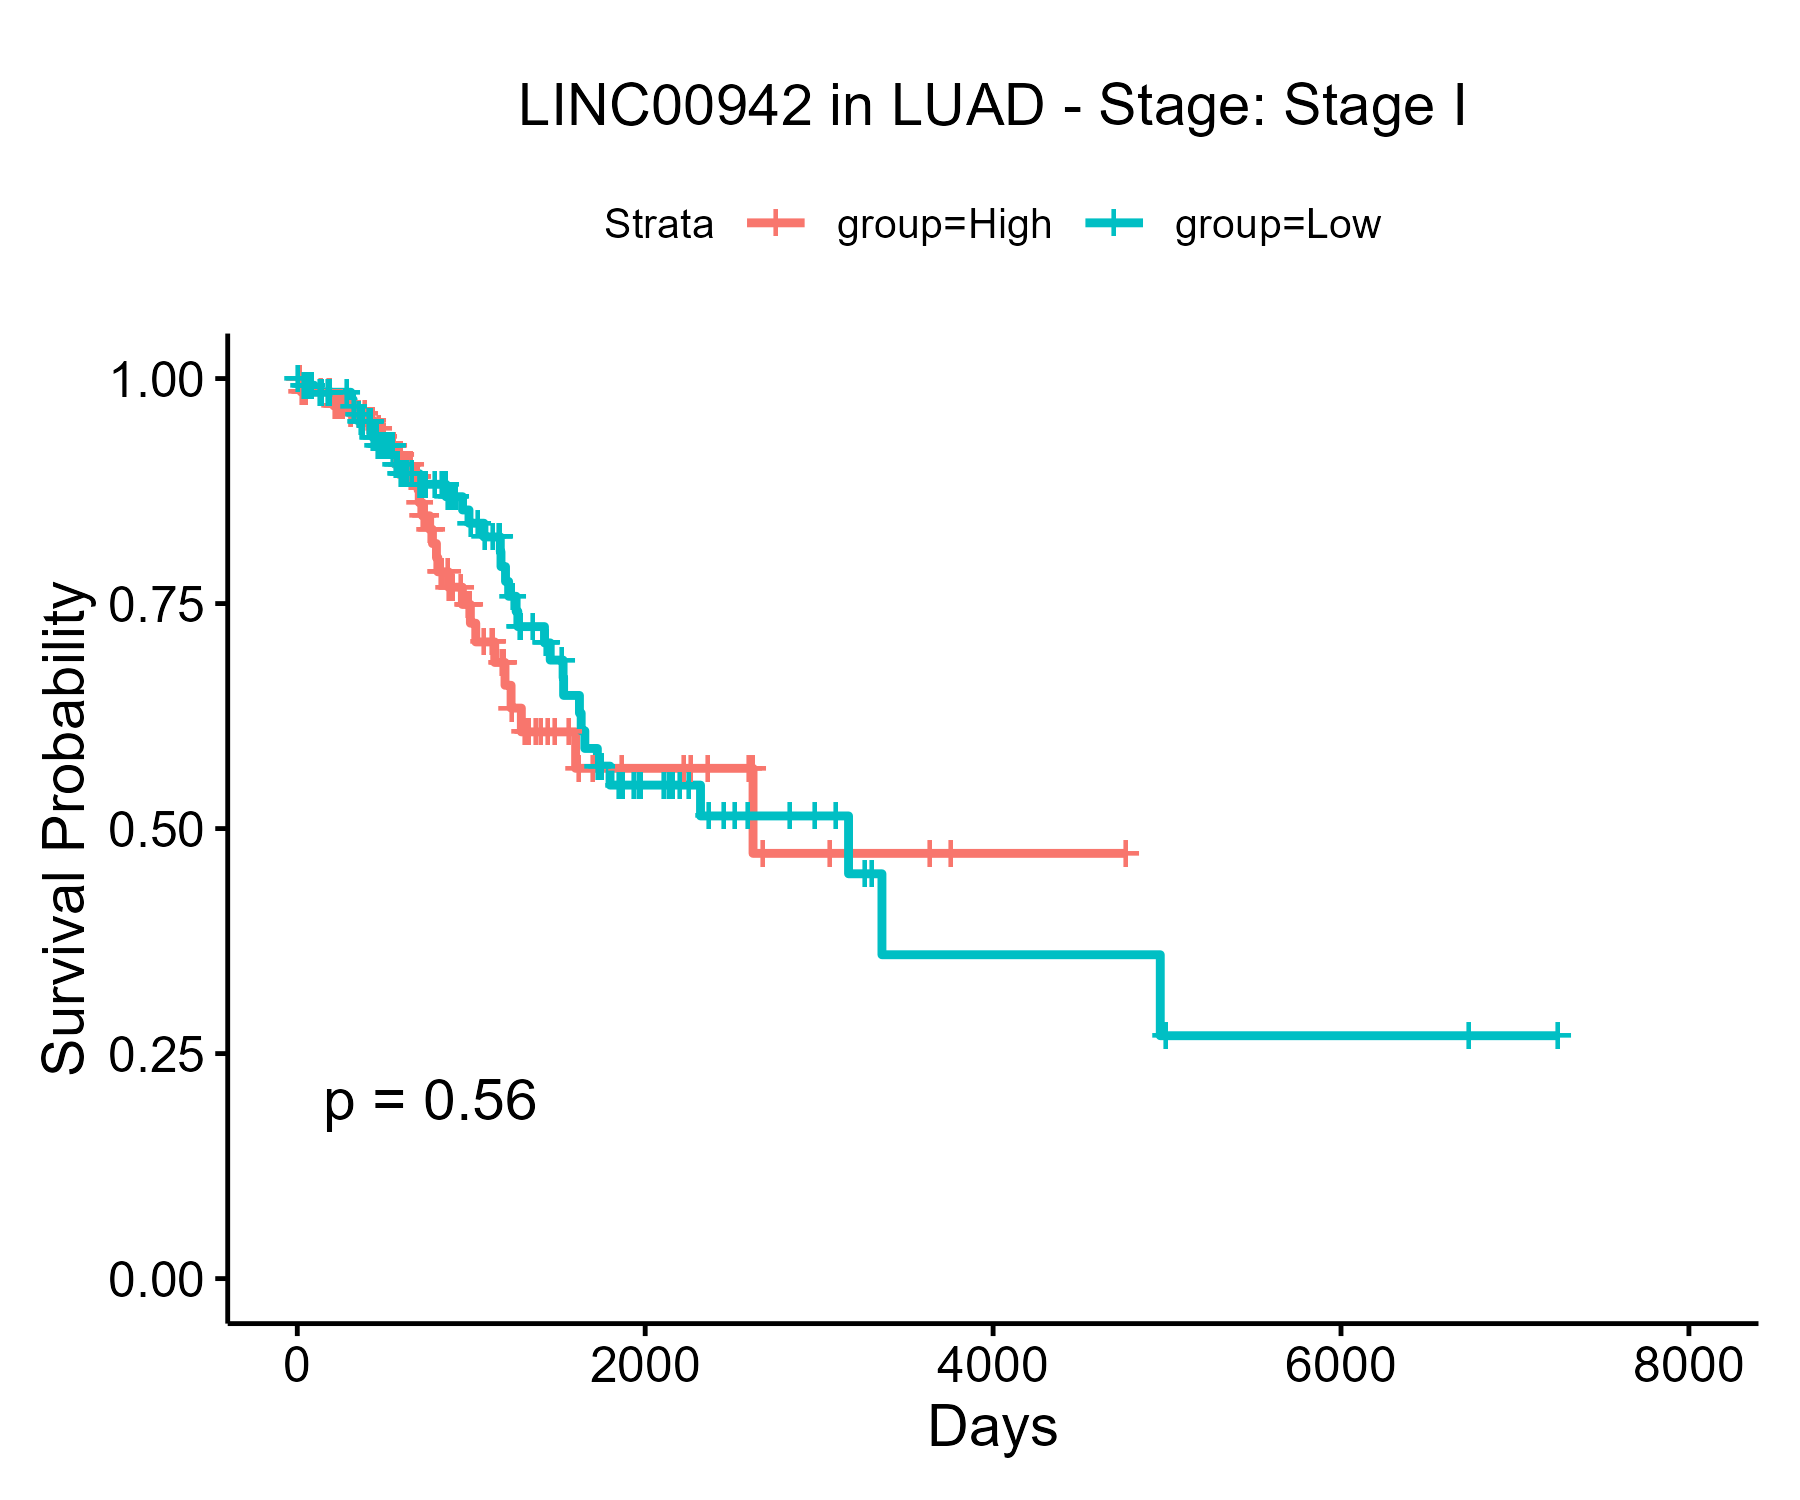 LINC00942 in LUAD - Stage: Stage I
Strata group=High group=Low
Survival Probability
1.00
0.75
0.50
0.25
0.00
p = 0.56
0 2000 4000 6000 8000
Days